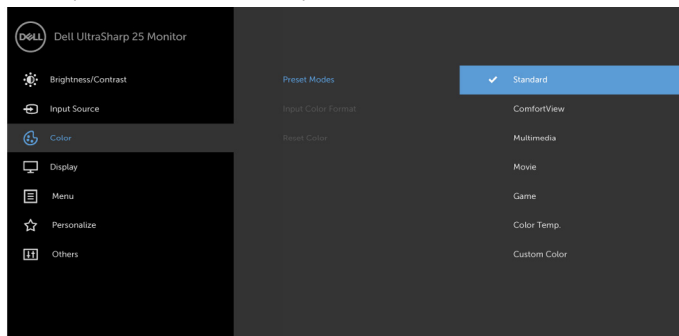 DELL Dell UltraSharp 25 Monitor
Brightness/Contrast
Preset Modes
Standard
Input Source
Input Color Format
ComfortView
Color
Reset Color
Multimedia
Display
Movie
Menu
Game
Personalize
Color Temp.
Others
Custom Color